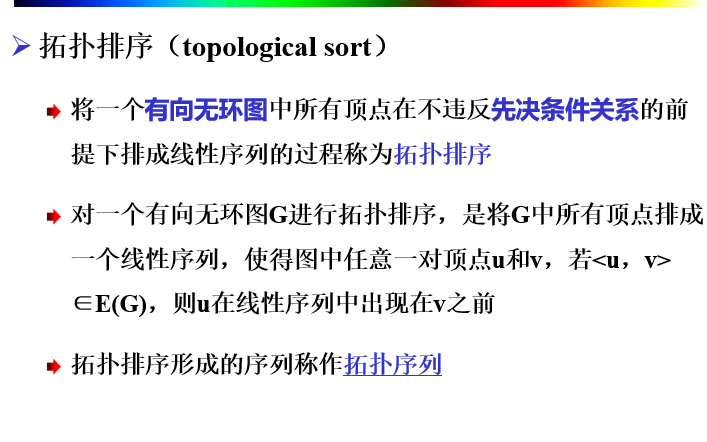 拓扑排序（topological sort）
将一个有向无环图中所有顶点在不违反先决条件关系的前
提下排成线性序列的过程称为拓扑排序
对一个有向无环图G进行拓扑排序，是将G中所有顶点排成
一个线性序列，使得图中任意一对顶点u和v，若<u，v>
∈E(G)，则u在线性序列中出现在v之前
拓扑排序形成的序列称作拓扑序列